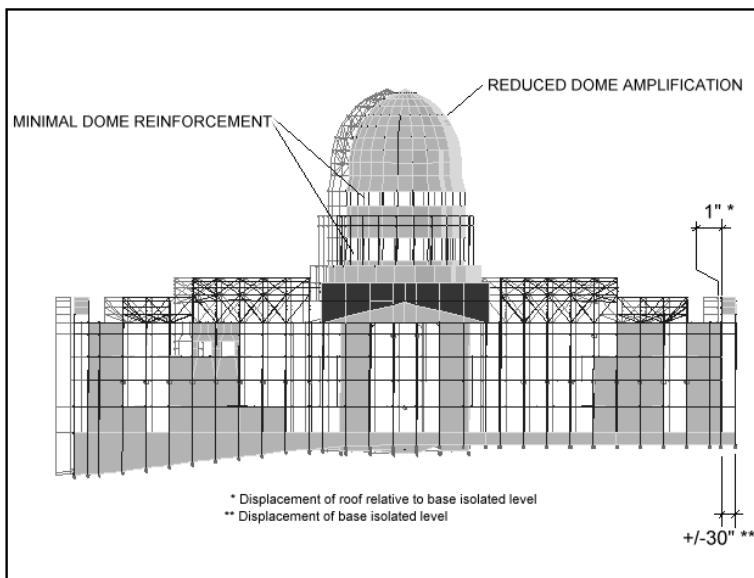 REDUCED DOME AMPLIFICATION
MINIMAL DOME REINFORCEMENT
1" *
* Displacement of roof relative to base isolated level
** Displacement of base isolated level
+/-30" **